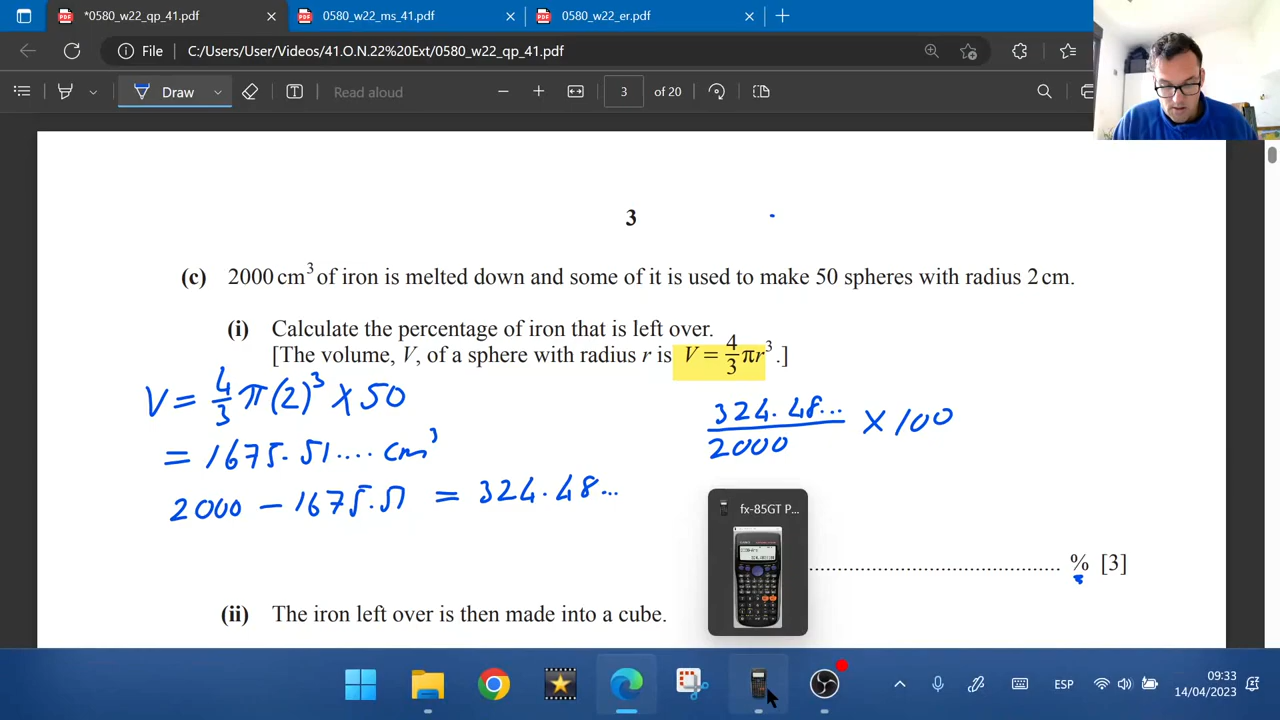 *0580_w22_qp_41.pdf
0580_w22_ms_41.pdf
0580_w22_er.pdf
File
C:/Users/User/Videos/41.O.N.22%20Ext/0580_w22_qp_41.pdf
Draw
Read aloud
3
of 20
3
(c) 2000 cm³ of iron is melted down and some of it is used to make 50 spheres with radius 2 cm.
(i) Calculate the percentage of iron that is left over.
[The volume, V, of a sphere with radius r is V = 4/3 πr³.]
V = 4/3 π(2)³ × 50
= 1675.51.... cm³
2000 − 1675.51 = 324.48...
324.48.../2000 × 100
fx-85GT P...
.......................................... % [3]
(ii) The iron left over is then made into a cube.
ESP
09:33
14/04/2023